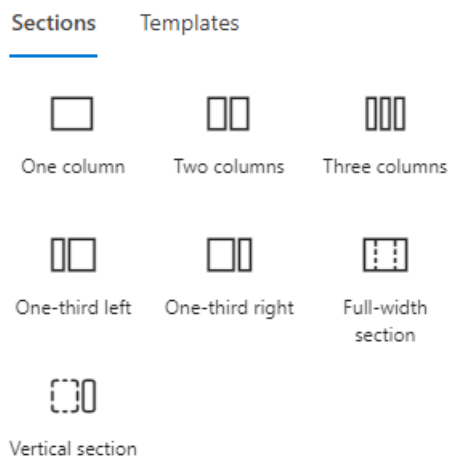 Sections Templates
One column Two columns Three columns
One-third left One-third right Full-width
section
Vertical section